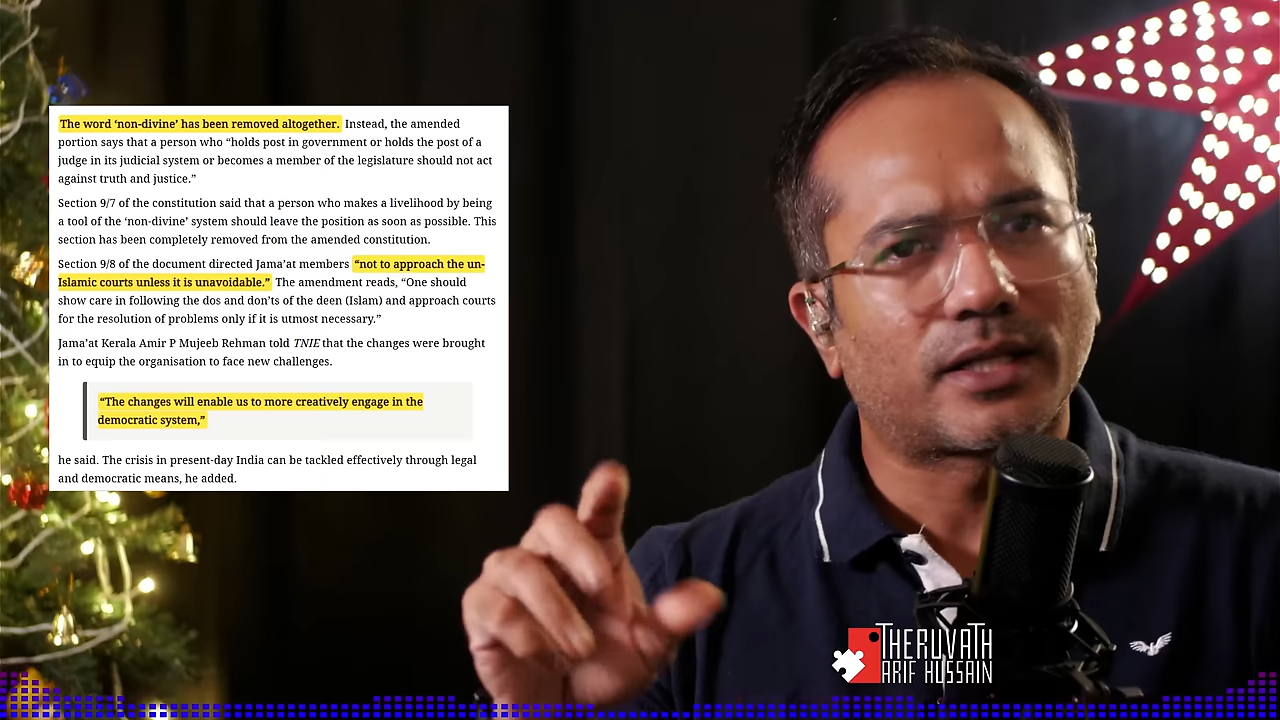 The word ‘non-divine’ has been removed altogether. Instead, the amended
portion says that a person who “holds post in government or holds the post of a
judge in its judicial system or becomes a member of the legislature should not act
against truth and justice.”
Section 9/7 of the constitution said that a person who makes a livelihood by being
a tool of the ‘non-divine’ system should leave the position as soon as possible. This
section has been completely removed from the amended constitution.
Section 9/8 of the document directed Jama’at members “not to approach the un-
Islamic courts unless it is unavoidable.” The amendment reads, “One should
show care in following the dos and don’ts of the deen (Islam) and approach courts
for the resolution of problems only if it is utmost necessary.”
Jama’at Kerala Amir P Mujeeb Rehman told TNIE that the changes were brought
in to equip the organisation to face new challenges.
“The changes will enable us to more creatively engage in the
democratic system,”
he said. The crisis in present-day India can be tackled effectively through legal
and democratic means, he added.
THERUVATH
ARIF HUSSAIN